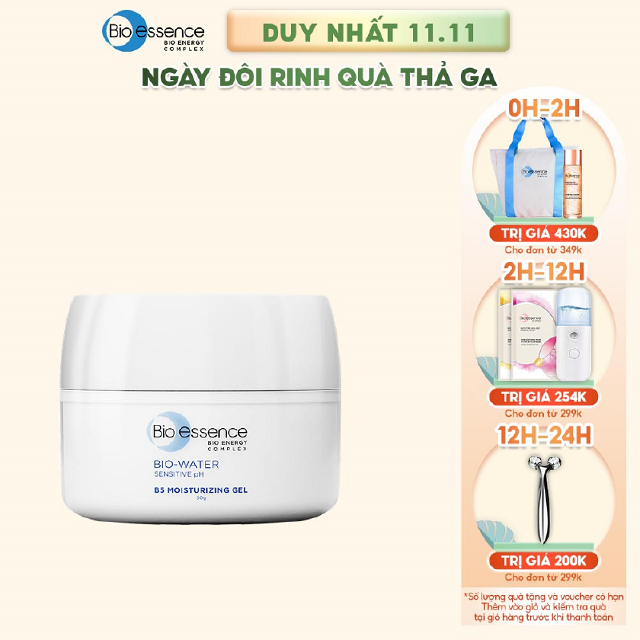 Bio essence
BIO ENERGY
COMPLEX
DUY NHẤT 11.11
NGÀY ĐÔI RINH QUÀ THẢ GA
0H-2H
Bio essence
TRỊ GIÁ 430K
Cho đơn từ 349k
2H-12H
Bio essence
TRỊ GIÁ 254K
Cho đơn từ 299k
12H-24H
TRỊ GIÁ 200K
Cho đơn từ 299k
*Số lượng quà tặng và voucher có hạn
Thêm vào giỏ và kiểm tra quà
tại giỏ hàng trước khi thanh toán
Bio essence
BIO ENERGY
COMPLEX
BIO-WATER
SENSITIVE pH
B5 MOISTURIZING GEL
50g